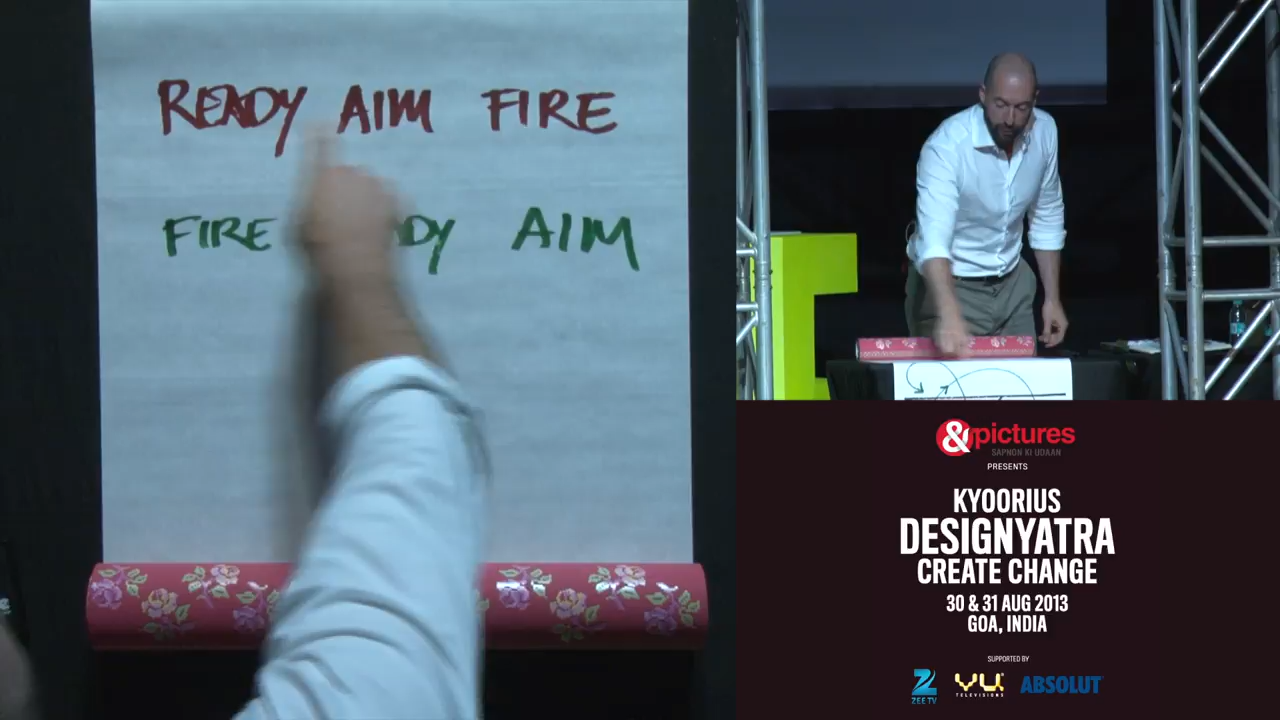 READY AIM FIRE
FIRE DY AIM
&pictures
SAPNON KI UDAAN
PRESENTS
KYOORIUS
DESIGNYATRA
CREATE CHANGE
30 & 31 AUG 2013
GOA, INDIA
SUPPORTED BY
Z
ZEE TV
VU
TELEVISIONS
ABSOLUT